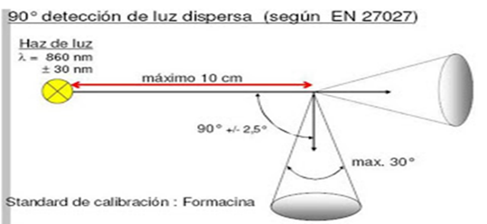 90° detección de luz dispersa (según EN 27027)
Haz de luz
λ = 860 nm
± 30 nm
máximo 10 cm
90° +/- 2,5°
max. 30°
Standard de calibración : Formacina